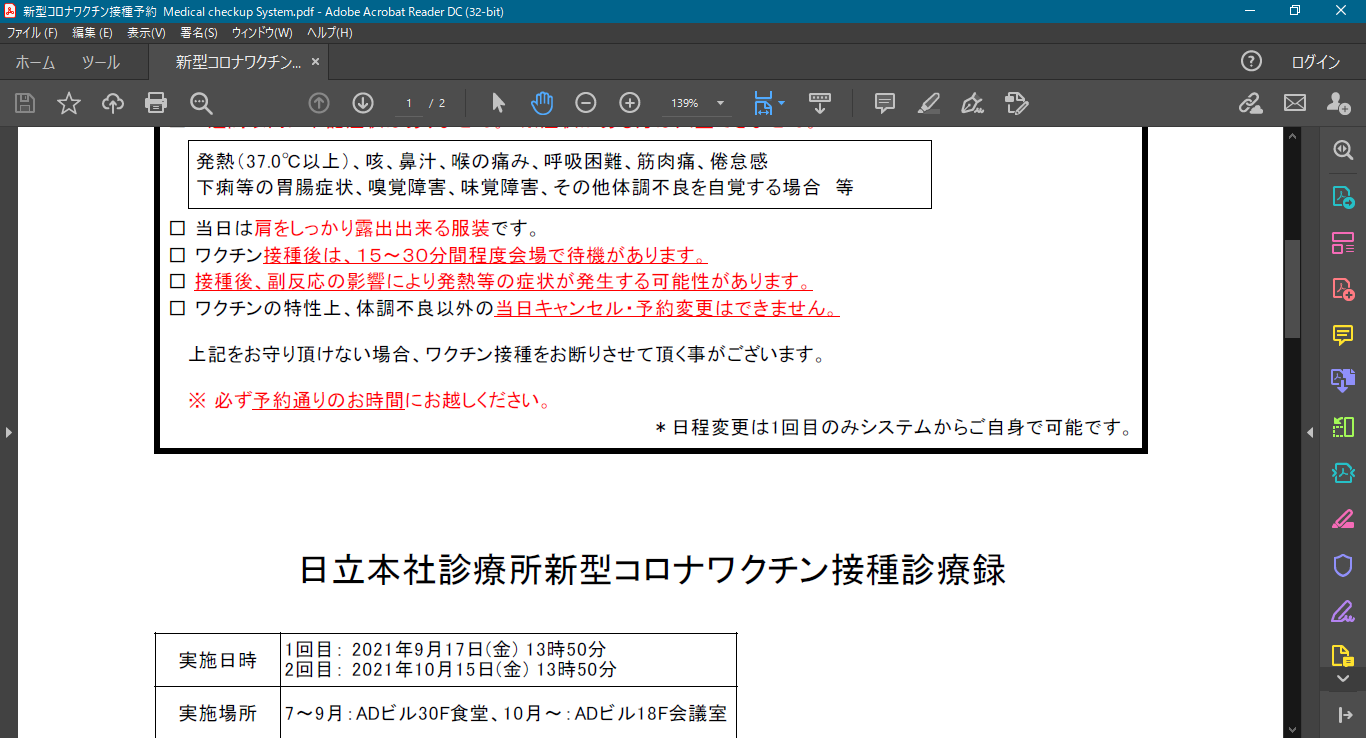 新型コロナワクチン接種予約 Medical checkup System.pdf - Adobe Acrobat Reader DC (32-bit)
ファイル(F) 編集(E) 表示(V) 署名(S) ウィンドウ(W) ヘルプ(H)
ホーム ツール 新型コロナワクチン... × ログイン
1 / 2 139%
発熱(37.0℃以上)、咳、鼻汁、喉の痛み、呼吸困難、筋肉痛、倦怠感
下痢等の胃腸症状、嗅覚障害、味覚障害、その他体調不良を自覚する場合 等
□ 当日は肩をしっかり露出出来る服装です。
□ ワクチン接種後は、15～30分間程度会場で待機があります。
□ 接種後、副反応の影響により発熱等の症状が発生する可能性があります。
□ ワクチンの特性上、体調不良以外の当日キャンセル・予約変更はできません。
上記をお守り頂けない場合、ワクチン接種をお断りさせて頂く事がございます。
※ 必ず予約通りのお時間にお越しください。
＊日程変更は1回目のみシステムからご自身で可能です。
日立本社診療所新型コロナワクチン接種診療録
実施日時
1回目： 2021年9月17日(金) 13時50分
2回目： 2021年10月15日(金) 13時50分
実施場所
7～9月：ADビル30F食堂、10月～：ADビル18F会議室